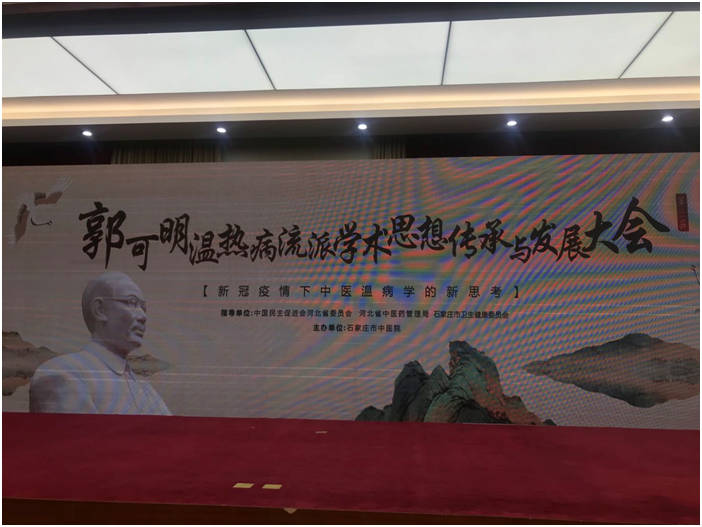 郭可明温热病流派学术思想传承与发展大会
【新冠疫情下中医温病学的新思考】
指导单位:中国民主促进会河北省委员会 河北省中医药管理局 石家庄市卫生健康委员会
主办单位:石家庄市中医院